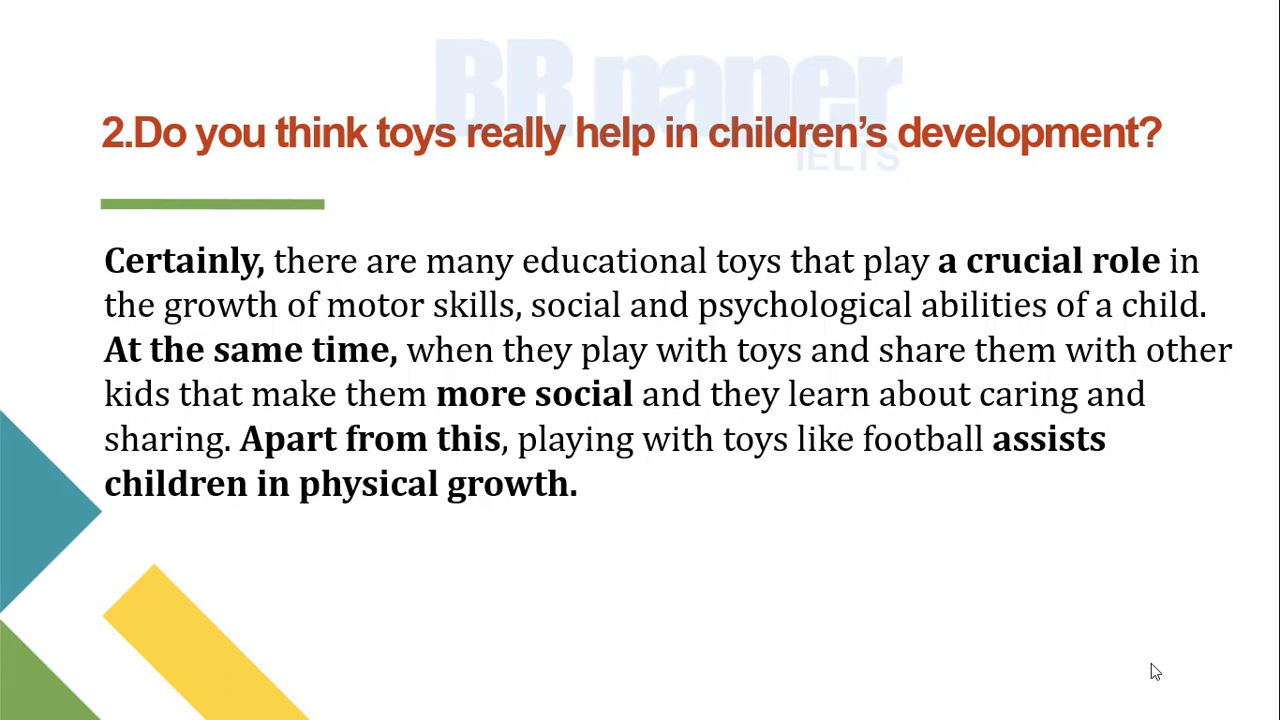 BR naper
IELTS
2.Do you think toys really help in children’s development?
Certainly, there are many educational toys that play a crucial role in
the growth of motor skills, social and psychological abilities of a child.
At the same time, when they play with toys and share them with other
kids that make them more social and they learn about caring and
sharing. Apart from this, playing with toys like football assists
children in physical growth.